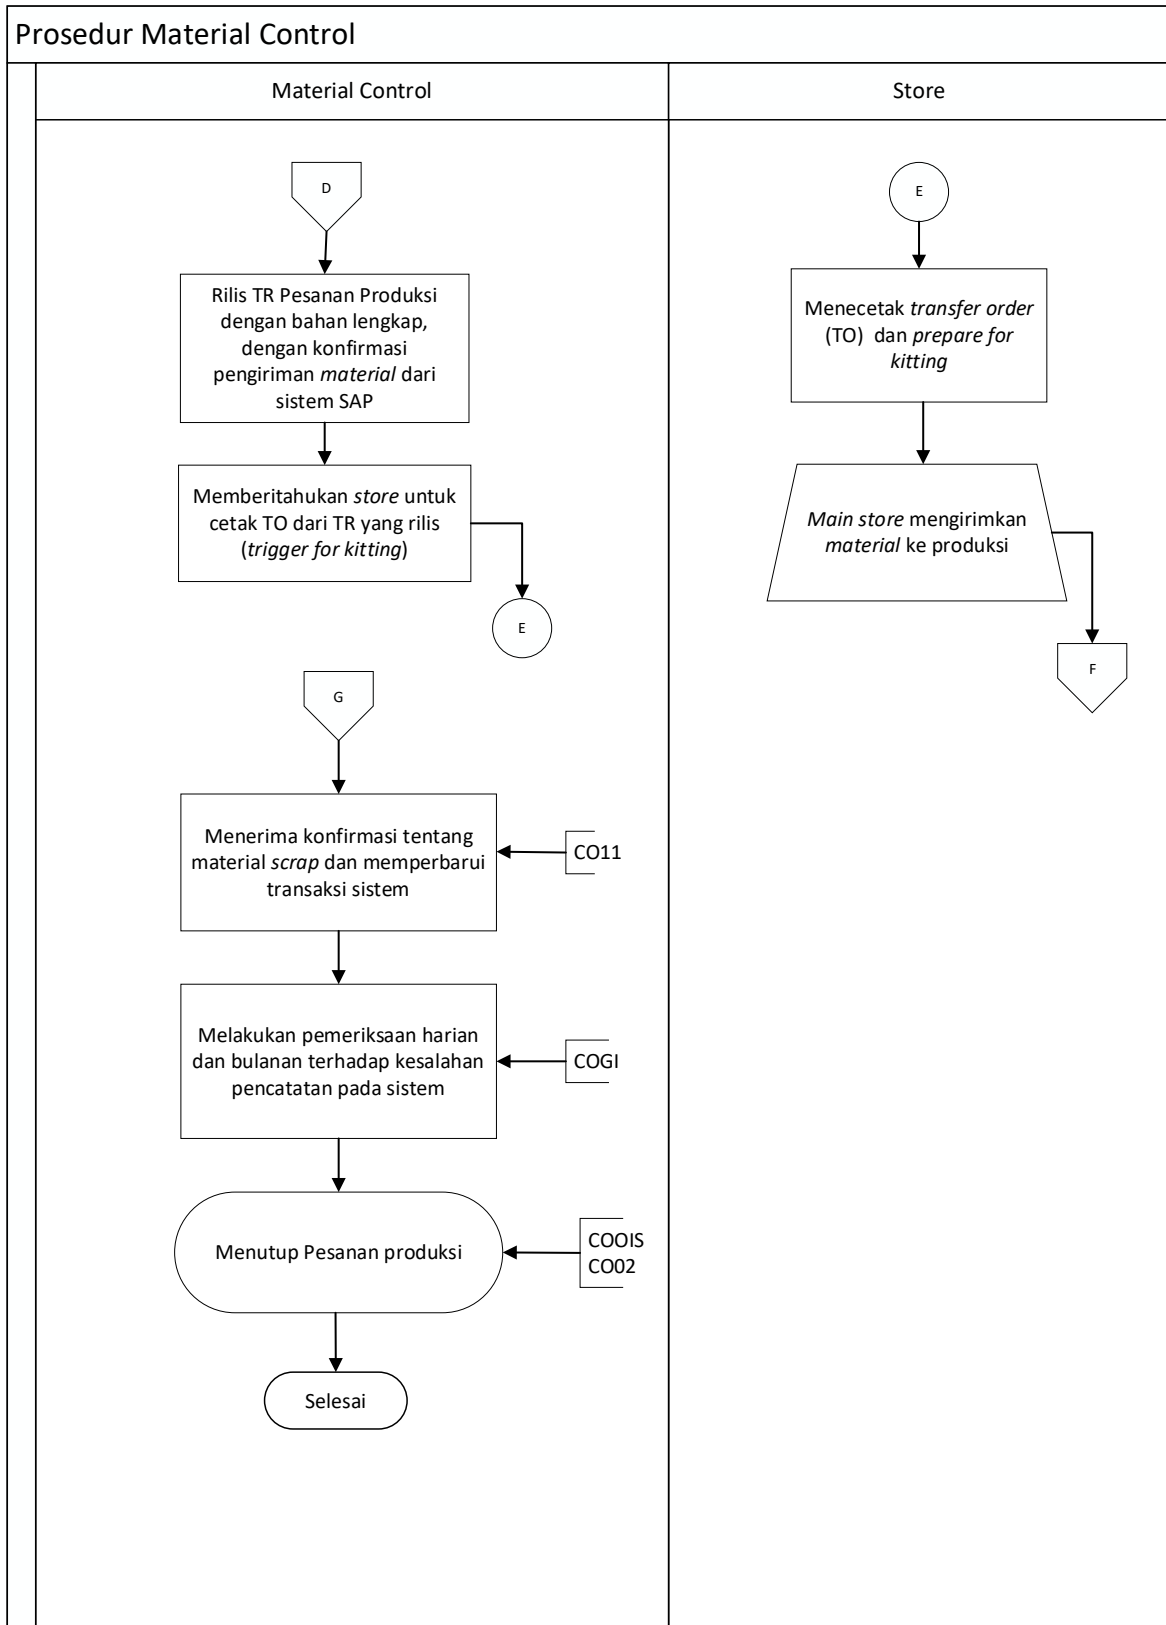 Prosedur Material Control
Material Control
Store
D
Rilis TR Pesanan Produksi
dengan bahan lengkap,
dengan konfirmasi
pengiriman material dari
sistem SAP
Memberitahukan store untuk
cetak TO dari TR yang rilis
(trigger for kitting)
E
G
Menerima konfirmasi tentang
material scrap dan memperbarui
transaksi sistem
CO11
Melakukan pemeriksaan harian
dan bulanan terhadap kesalahan
pencatatan pada sistem
COGI
Menutup Pesanan produksi
COOIS
CO02
Selesai
E
Menecetak transfer order
(TO) dan prepare for
kitting
Main store mengirimkan
material ke produksi
F